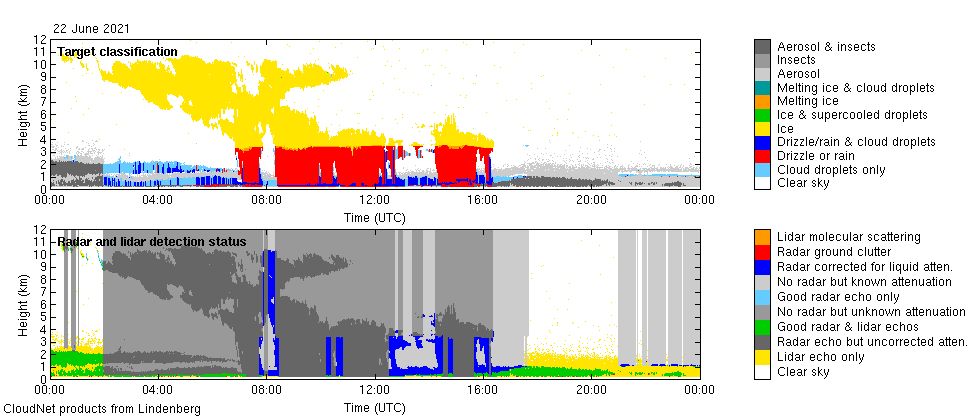 22 June 2021
Target classification
12
11
10
9
8
7
6
5
4
3
2
1
0
Height (km)
00:00 04:00 08:00 12:00 16:00 20:00 00:00
Time (UTC)
Aerosol & insects
Insects
Aerosol
Melting ice & cloud droplets
Melting ice
Ice & supercooled droplets
Ice
Drizzle/rain & cloud droplets
Drizzle or rain
Cloud droplets only
Clear sky
Radar and lidar detection status
12
11
10
9
8
7
6
5
4
3
2
1
0
Height (km)
00:00 04:00 08:00 12:00 16:00 20:00 00:00
Time (UTC)
Lidar molecular scattering
Radar ground clutter
Radar corrected for liquid atten.
No radar but known attenuation
Good radar echo only
No radar but unknown attenuation
Good radar & lidar echos
Radar echo but uncorrected atten.
Lidar echo only
Clear sky
CloudNet products from Lindenberg